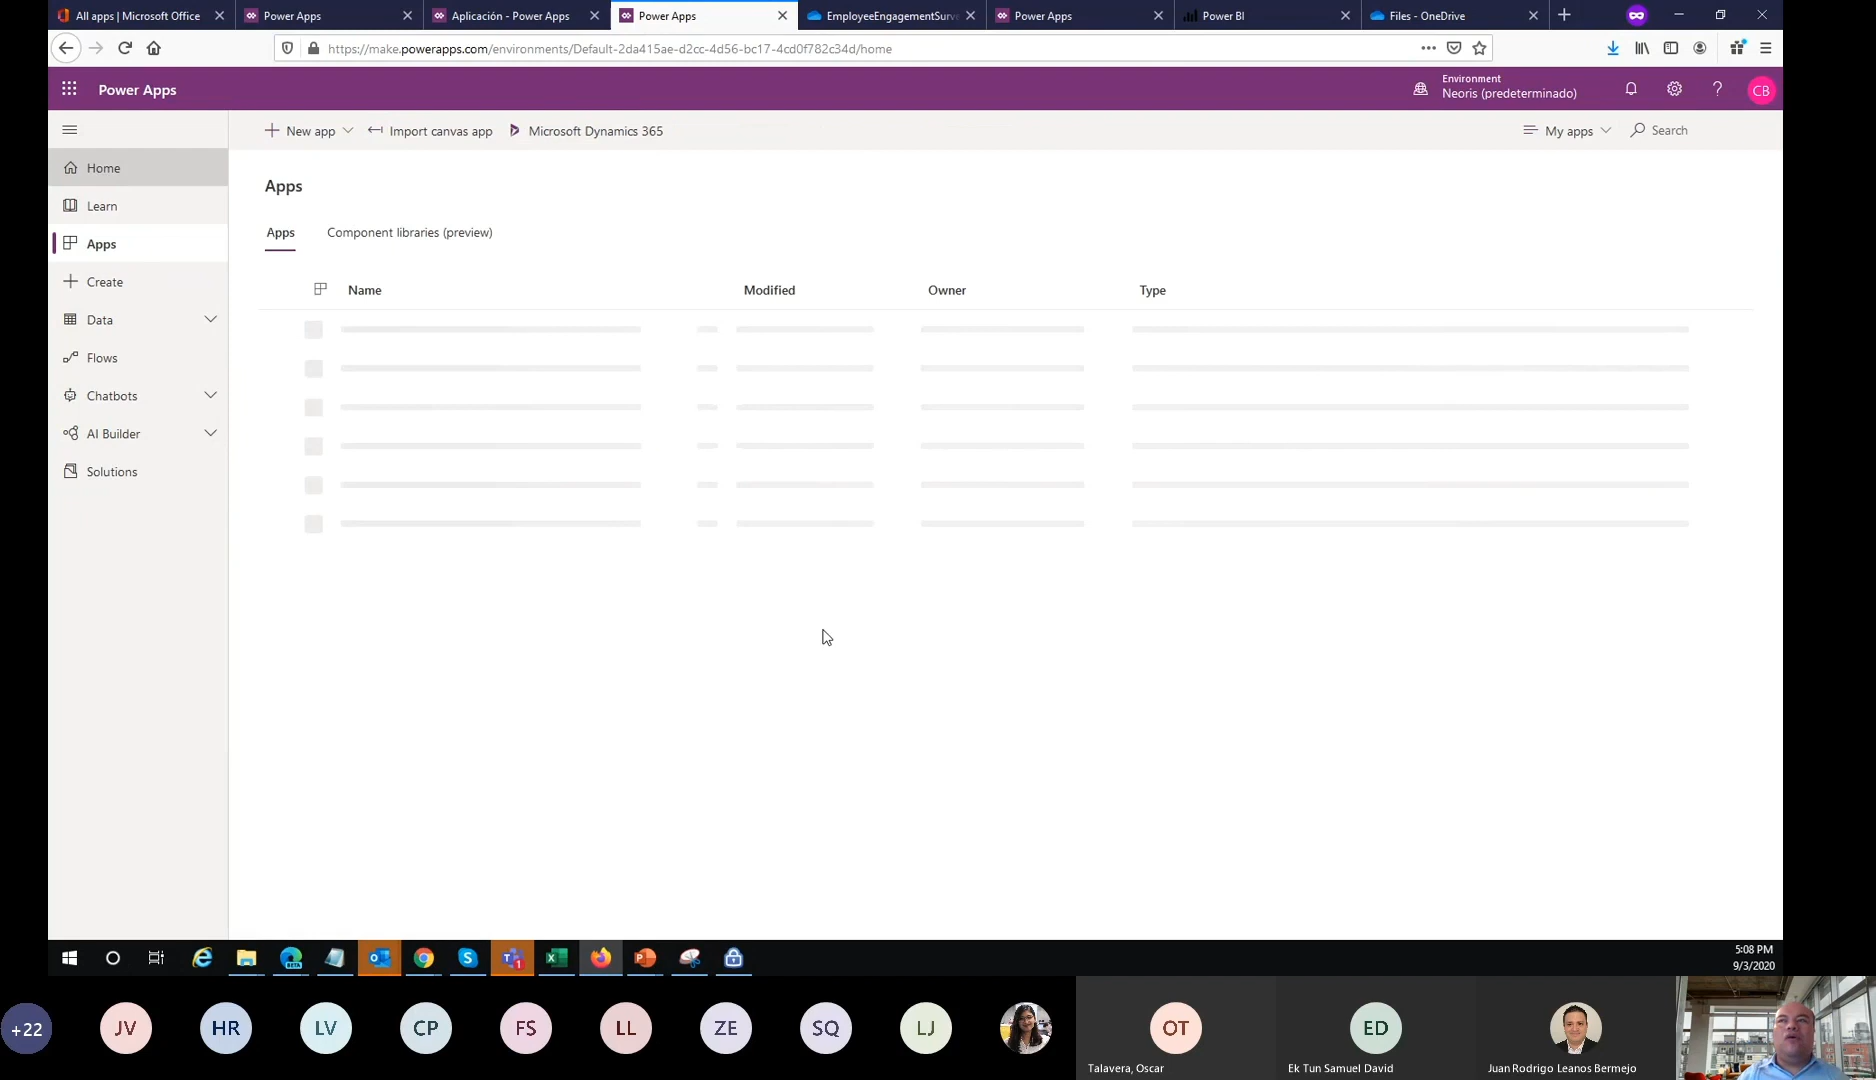 All apps | Microsoft Office
Power Apps
Aplicación - Power Apps
Power Apps
EmployeeEngagementSurve
Power Apps
Power BI
Files - OneDrive
https://make.powerapps.com/environments/Default-2da415ae-d2cc-4d56-bc17-4cd0f782c34d/home
Power Apps
Environment
Neoris (predeterminado)
CB
New app
Import canvas app
Microsoft Dynamics 365
My apps
Search
Home
Learn
Apps
Create
Data
Flows
Chatbots
AI Builder
Solutions
Apps
Apps
Component libraries (preview)
Name
Modified
Owner
Type
5:08 PM
9/3/2020
+22
JV
HR
LV
CP
FS
LL
ZE
SQ
LJ
OT
Talavera, Oscar
ED
Ek Tun Samuel David
Juan Rodrigo Leanos Bermejo